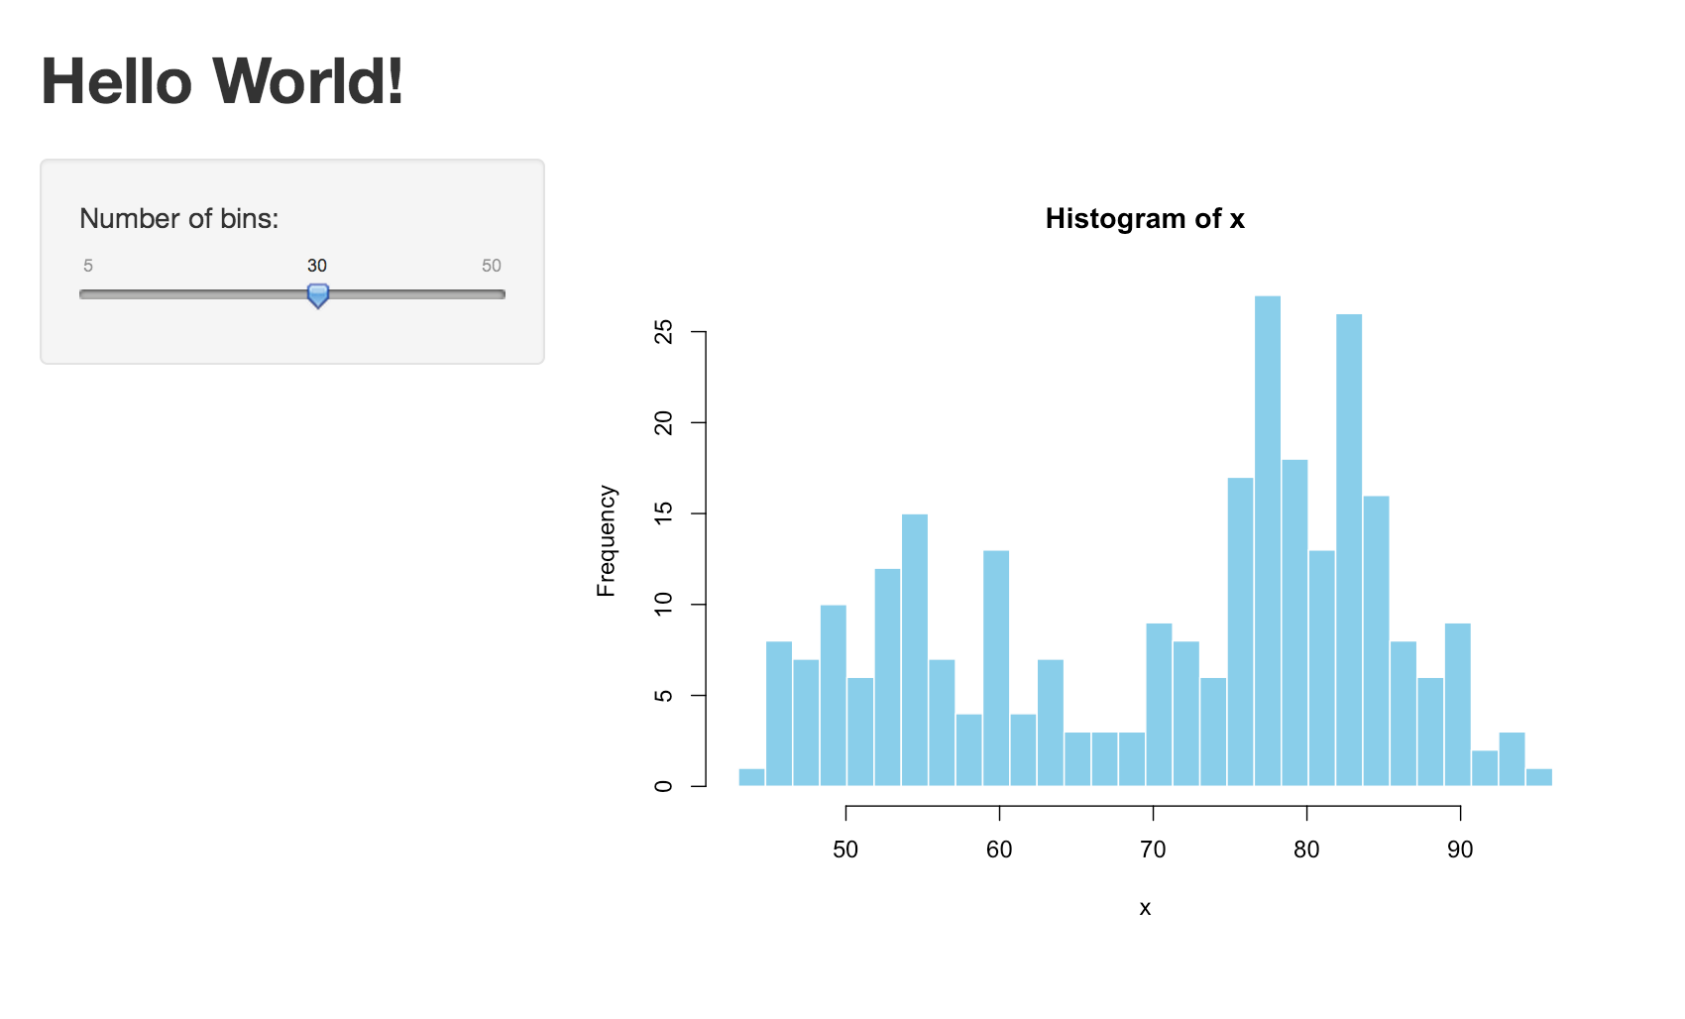 Hello World!
Number of bins:
5 30 50
Histogram of x
25
20
15
10
5
0
Frequency
50 60 70 80 90
x